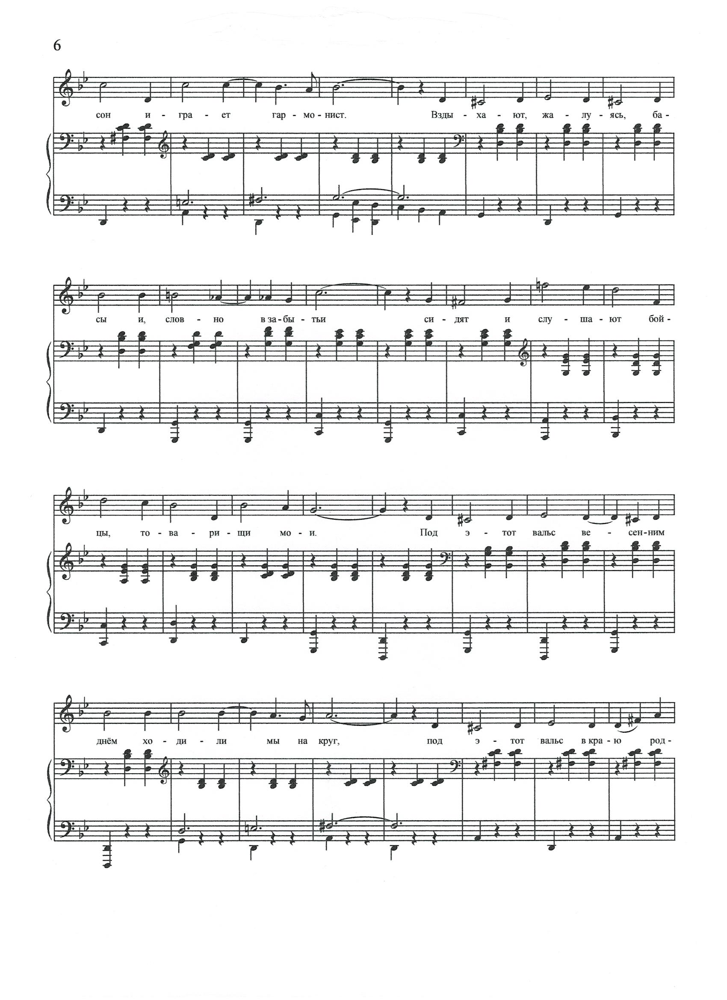 6
сон и - гра - ет гар - мо - нист. Взды - ха - ют, жа - лу - ясь, ба -
сы и, слов - но в за - бы - тьи си - дят и слу - ша - ют бой -
цы, то - ва - ри - щи мо - и. Под э - тот вальс ве - сен - ним
днём хо - ди - ли мы на круг, под э - тот вальс в кра - ю род -